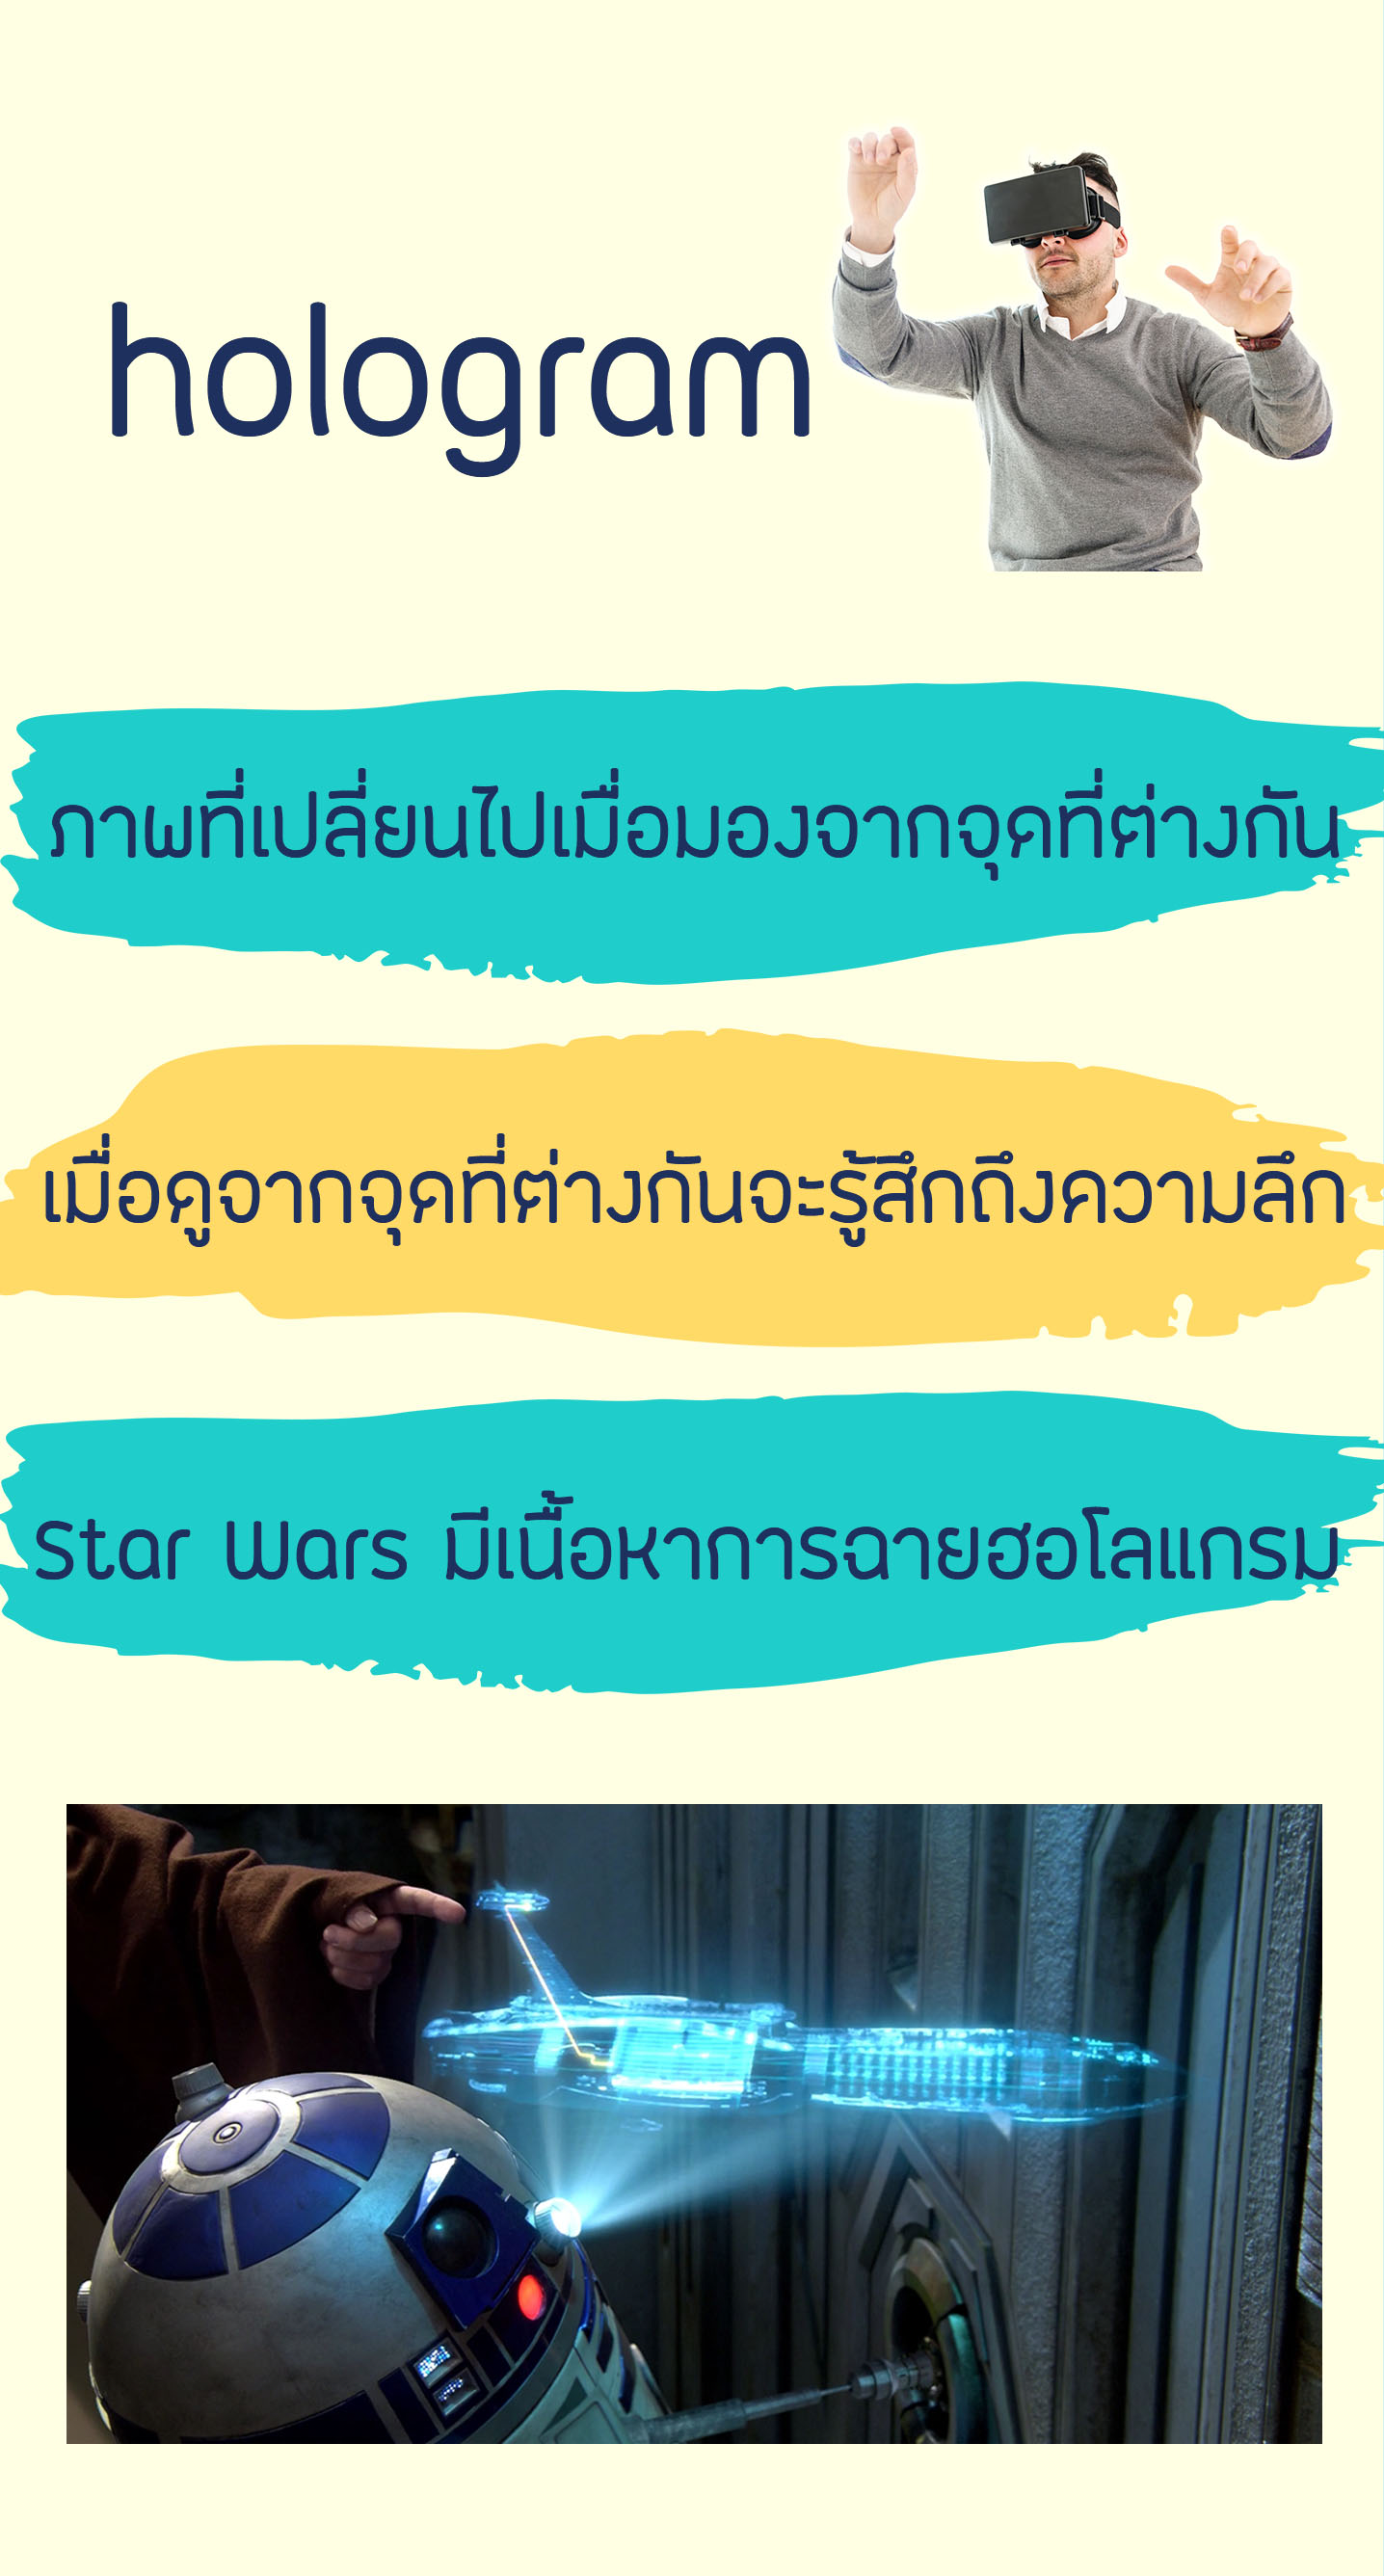 hologram
ภาพที่เปลี่ยนไปเมื่อมองจากจุดที่ต่างกัน
เมื่อดูจากจุดที่ต่างกันจะรู้สึกถึงความลึก
Star Wars มีเนื้อหาการฉายฮอโลแกรม